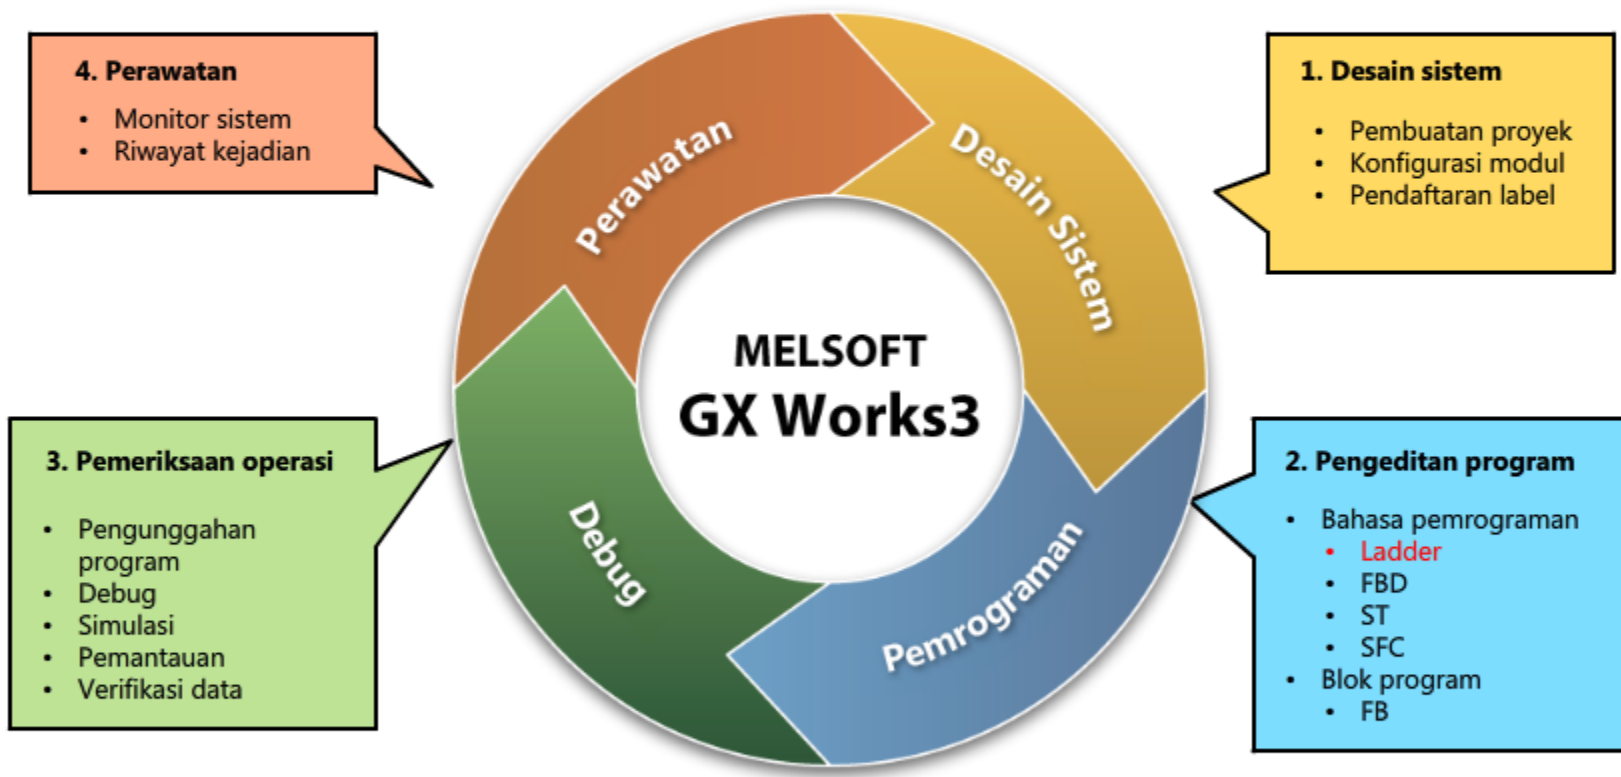 4. Perawatan
• Monitor sistem
• Riwayat kejadian
1. Desain sistem
• Pembuatan proyek
• Konfigurasi modul
• Pendaftaran label
Perawatan
Desain Sistem
MELSOFT
GX Works3
Debug
Pemrograman
3. Pemeriksaan operasi
• Pengunggahan
program
• Debug
• Simulasi
• Pemantauan
• Verifikasi data
2. Pengeditan program
• Bahasa pemrograman
• Ladder
• FBD
• ST
• SFC
• Blok program
• FB